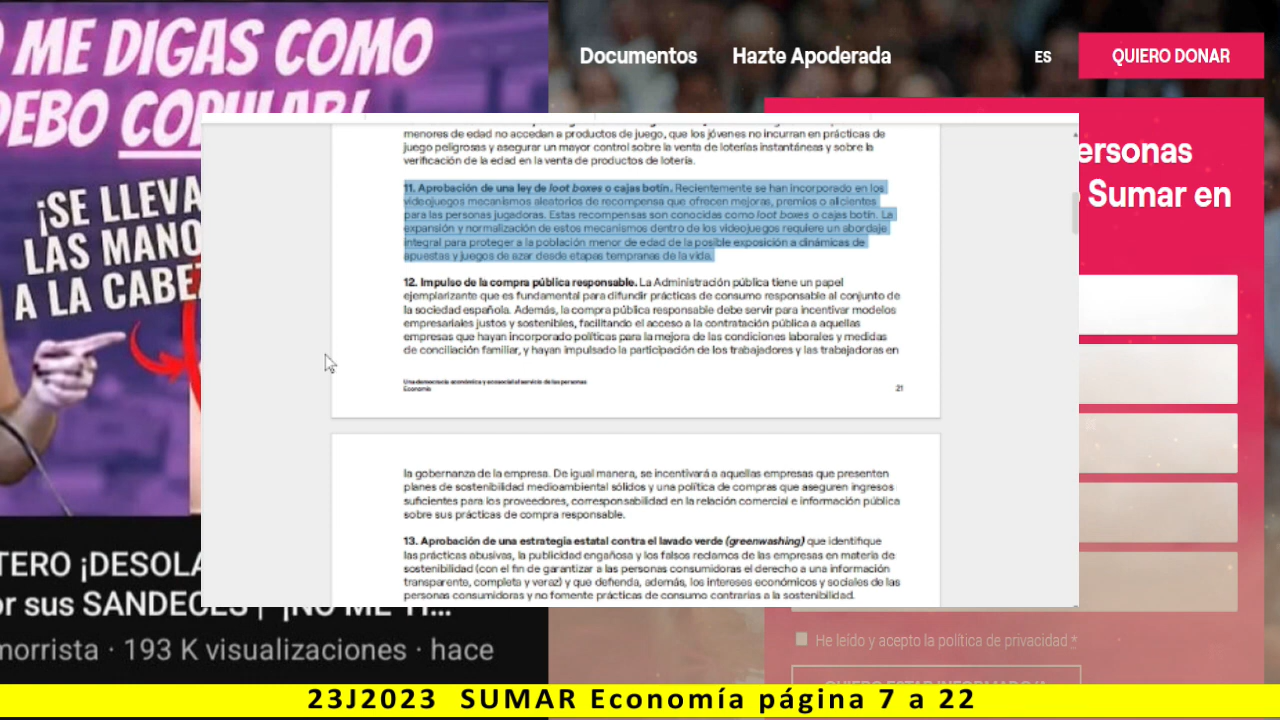 ME DIGAS COMO
DEBO COPULAR!
¡SE LLEVA
LAS MANO
A LA CABE
TERO ¡DESOLA
or sus SANDECES
morrista · 193 K visualizaciones · hace
Documentos
Hazte Apoderada
ES
QUIERO DONAR
ersonas
Sumar en
menores de edad no accedan a productos de juego, que los jóvenes no incurran en prácticas de
juego peligrosas y asegurar un mayor control sobre la venta de loterías instantáneas y sobre la
verificación de la edad en la venta de productos de lotería.
11. Aprobación de una ley de loot boxes o cajas botín. Recientemente se han incorporado en los
videojuegos mecanismos aleatorios de recompensa que ofrecen mejoras, premios o alicientes
para las personas jugadoras. Estas recompensas son conocidas como loot boxes o cajas botín. La
expansión y normalización de estos mecanismos dentro de los videojuegos requiere un abordaje
integral para proteger a la población menor de edad de la posible exposición a dinámicas de
apuestas y juegos de azar desde etapas tempranas de la vida.
12. Impulso de la compra pública responsable. La Administración pública tiene un papel
ejemplarizante que es fundamental para difundir prácticas de consumo responsable al conjunto de
la sociedad española. Además, la compra pública responsable debe servir para incentivar modelos
empresariales justos y sostenibles, facilitando el acceso a la contratación pública a aquellas
empresas que hayan incorporado políticas para la mejora de las condiciones laborales y medidas
de conciliación familiar, y hayan impulsado la participación de los trabajadores y las trabajadoras en
Una democracia económica y ecosocial al servicio de las personas
Economía
21
la gobernanza de la empresa. De igual manera, se incentivará a aquellas empresas que presenten
planes de sostenibilidad medioambiental sólidos y una política de compras que aseguren ingresos
suficientes para los proveedores, corresponsabilidad en la relación comercial e información pública
sobre sus prácticas de compra responsable.
13. Aprobación de una estrategia estatal contra el lavado verde (greenwashing) que identifique
las prácticas abusivas, la publicidad engañosa y los falsos reclamos de las empresas en materia de
sostenibilidad (con el fin de garantizar a las personas consumidoras el derecho a una información
transparente, completa y veraz) y que defienda, además, los intereses económicos y sociales de las
personas consumidoras y no fomente prácticas de consumo contrarias a la sostenibilidad.
He leído y acepto la política de privacidad *
23J2023 SUMAR Economía página 7 a 22